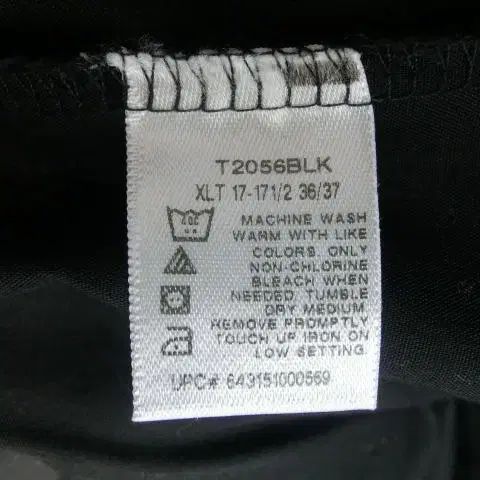 T2056BLK
XLT 17-171/2 36/37
MACHINE WASH
WARM WITH LIKE
COLORS. ONLY
NON-CHLORINE
BLEACH WHEN
NEEDED. TUMBLE
DRY MEDIUM.
REMOVE PROMPTLY.
TOUCH UP IRON ON
LOW SETTING.
UPC# 643151000569